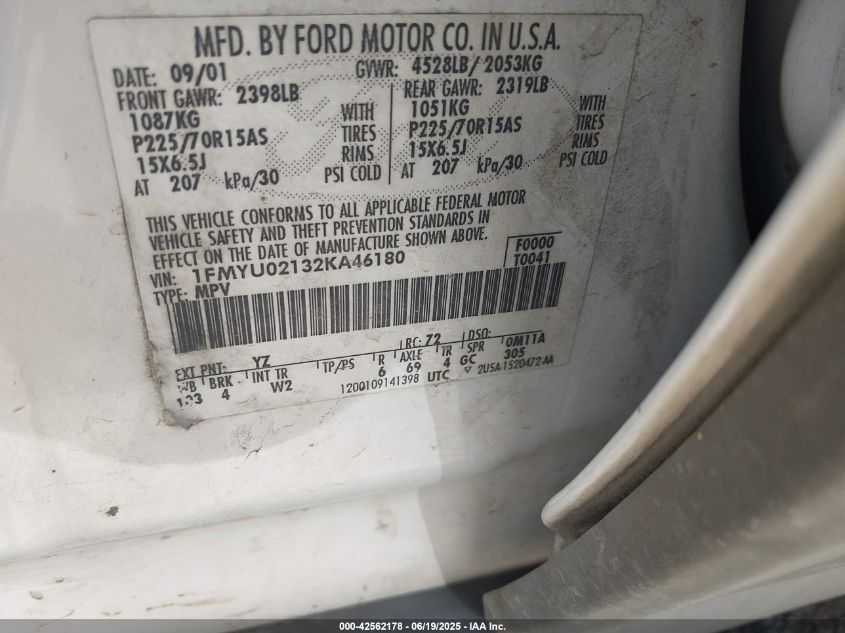 MFD. BY FORD MOTOR CO. IN U.S.A.
DATE: 09/01 GVWR: 4528LB/ 2053KG
FRONT GAWR: 2398LB REAR GAWR: 2319LB
1087KG WITH 1051KG WITH
P225/70R15AS TIRES P225/70R15AS TIRES
15X6.5J RIMS 15X6.5J RIMS
AT 207 kPa/30 PSI COLD AT 207 kPa/30 PSI COLD
THIS VEHICLE CONFORMS TO ALL APPLICABLE FEDERAL MOTOR
VEHICLE SAFETY AND THEFT PREVENTION STANDARDS IN
EFFECT ON THE DATE OF MANUFACTURE SHOWN ABOVE.
VIN: 1FMYU02132KA46180 F0000
TYPE: MPV T0041
EXT PNT: YZ RC: 72 DSO:
WB BRK INT TR TP/PS R AXLE TR SPR 0M11A
4 W2 6 69 4 GC 305
1200109141398 UTC 2USA-1520472-AA
000-42562178 - 06/19/2025 - IAA Inc.